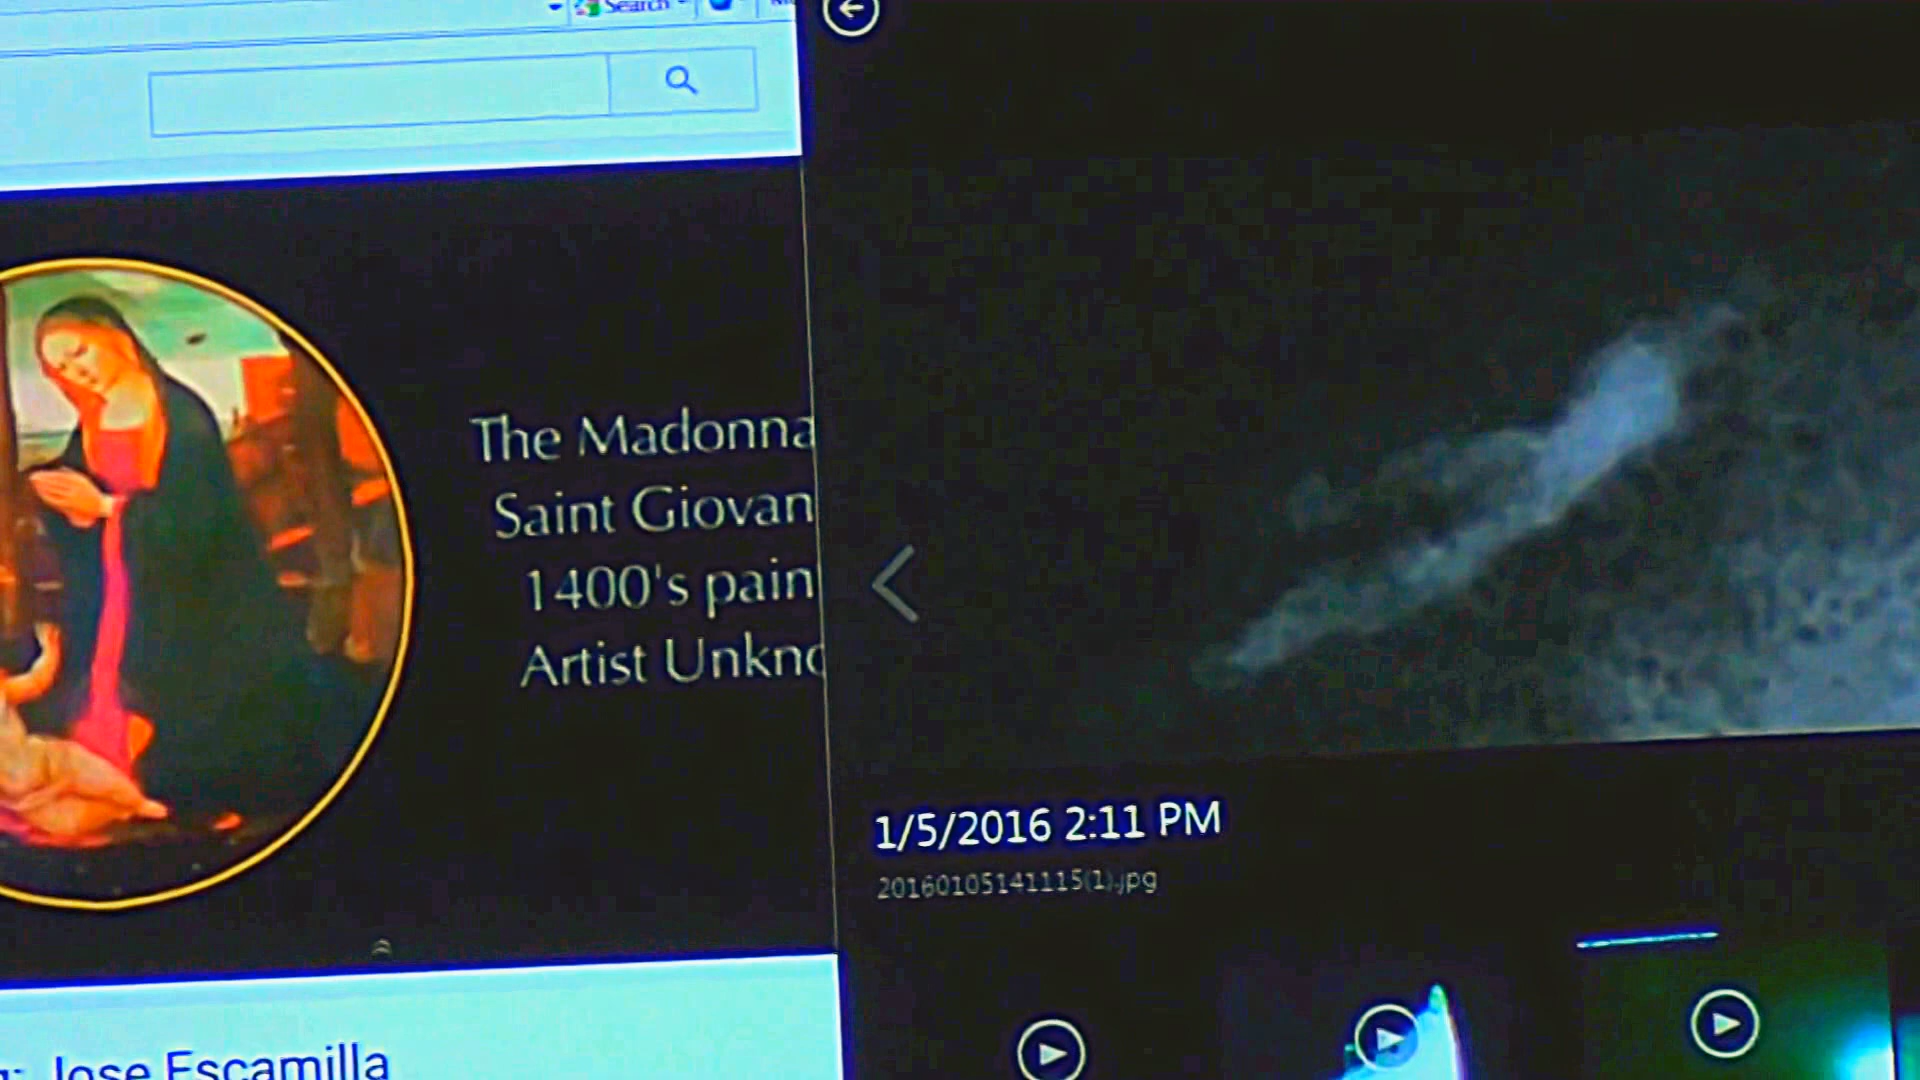 Search
The Madonna
Saint Giovan
1400's pain
Artist Unkno
Jose Escamilla
1/5/2016 2:11 PM
20160105141115(1).jpg